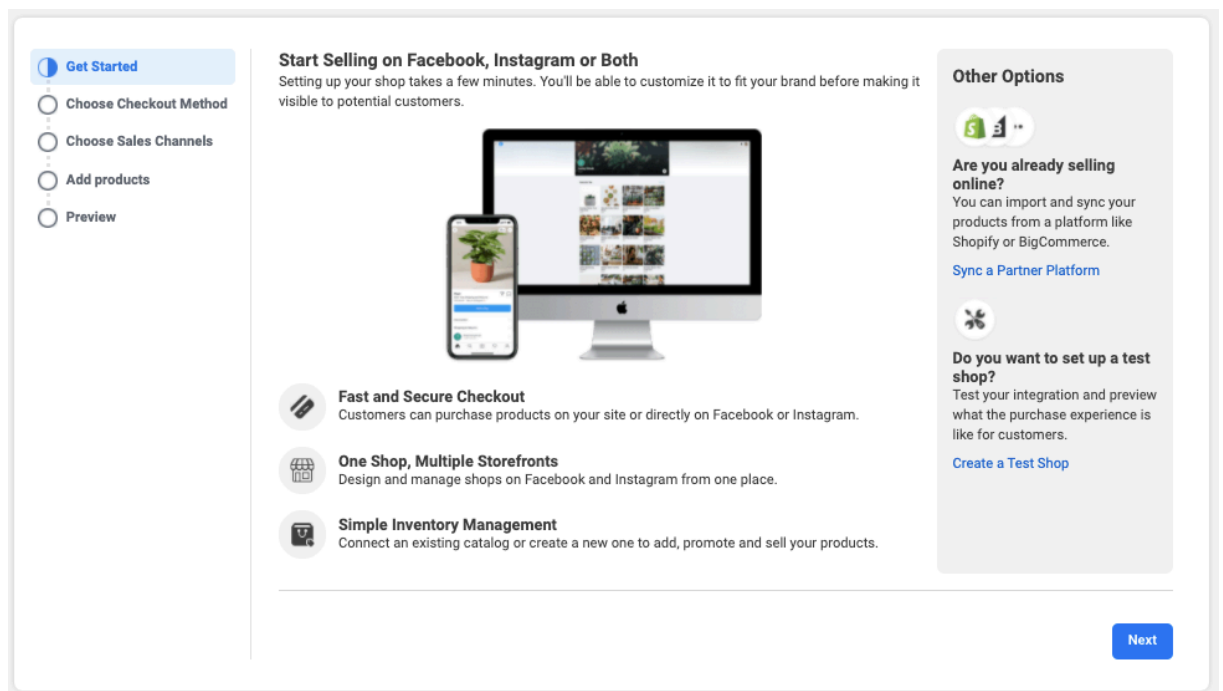 Get Started
Choose Checkout Method
Choose Sales Channels
Add products
Preview
Start Selling on Facebook, Instagram or Both
Setting up your shop takes a few minutes. You'll be able to customize it to fit your brand before making it
visible to potential customers.
Fast and Secure Checkout
Customers can purchase products on your site or directly on Facebook or Instagram.
One Shop, Multiple Storefronts
Design and manage shops on Facebook and Instagram from one place.
Simple Inventory Management
Connect an existing catalog or create a new one to add, promote and sell your products.
Other Options
Are you already selling
online?
You can import and sync your
products from a platform like
Shopify or BigCommerce.
Sync a Partner Platform
Do you want to set up a test
shop?
Test your integration and preview
what the purchase experience is
like for customers.
Create a Test Shop
Next